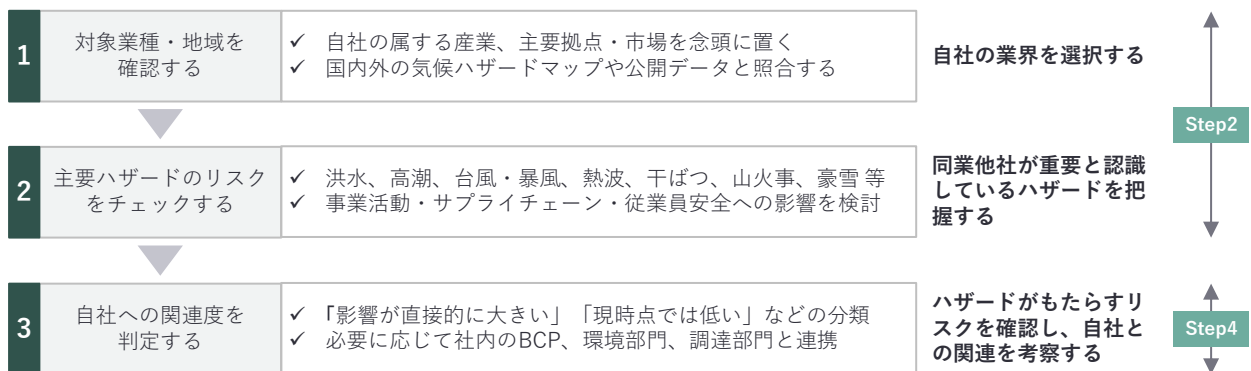 1
対象業種・地域を
確認する
✓ 自社の属する産業、主要拠点・市場を念頭に置く
✓ 国内外の気候ハザードマップや公開データと照合する
自社の業界を選択する
Step2
2
主要ハザードのリスク
をチェックする
✓ 洪水、高潮、台風・暴風、熱波、干ばつ、山火事、豪雪 等
✓ 事業活動・サプライチェーン・従業員安全への影響を検討
同業他社が重要と認識
しているハザードを把
握する
3
自社への関連度を
判定する
✓ 「影響が直接的に大きい」「現時点では低い」などの分類
✓ 必要に応じて社内のBCP、環境部門、調達部門と連携
ハザードがもたらすリ
スクを確認し、自社と
の関連を考察する
Step4